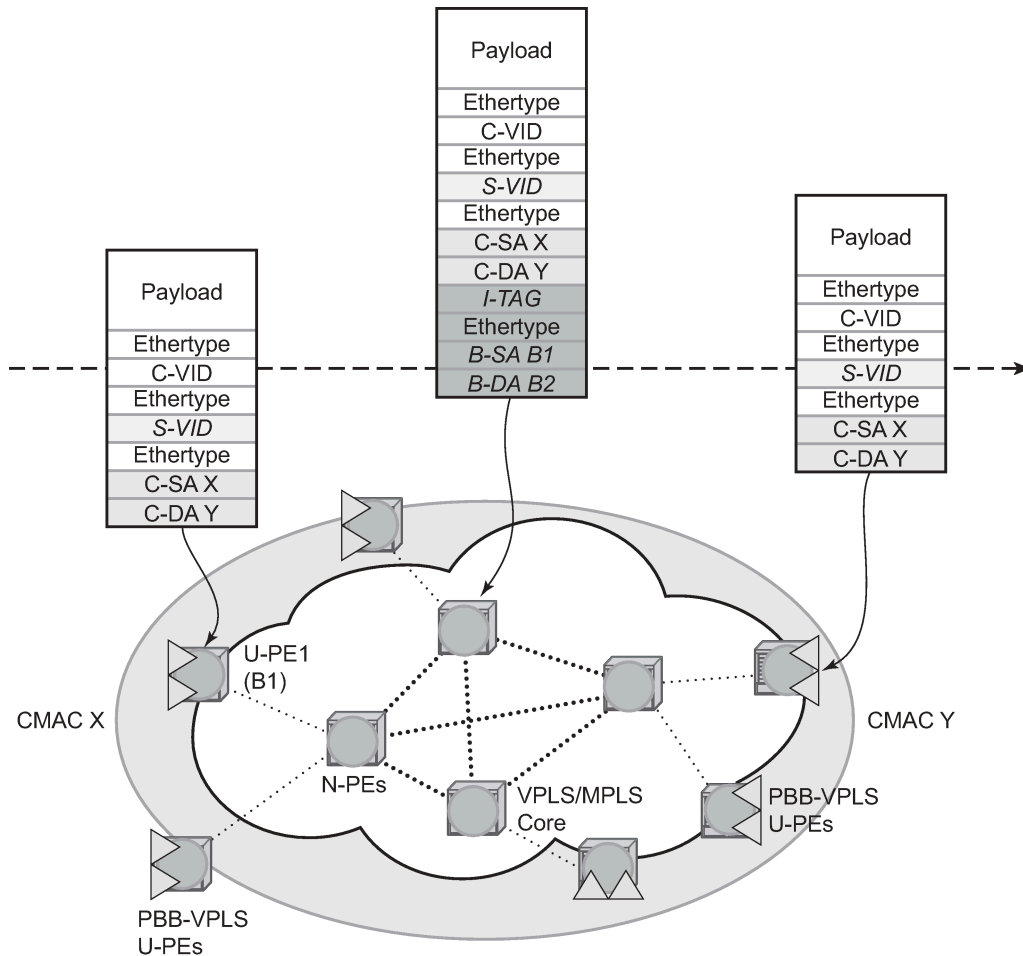 Payload
Ethertype
C-VID
Ethertype
S-VID
Ethertype
C-SA X
C-DA Y
Payload
Ethertype
C-VID
Ethertype
S-VID
Ethertype
C-SA X
C-DA Y
I-TAG
Ethertype
B-SA B1
B-DA B2
Payload
Ethertype
C-VID
Ethertype
S-VID
Ethertype
C-SA X
C-DA Y
U-PE1
(B1)
CMAC X
CMAC Y
N-PEs
VPLS/MPLS
Core
PBB-VPLS
U-PEs
PBB-VPLS
U-PEs